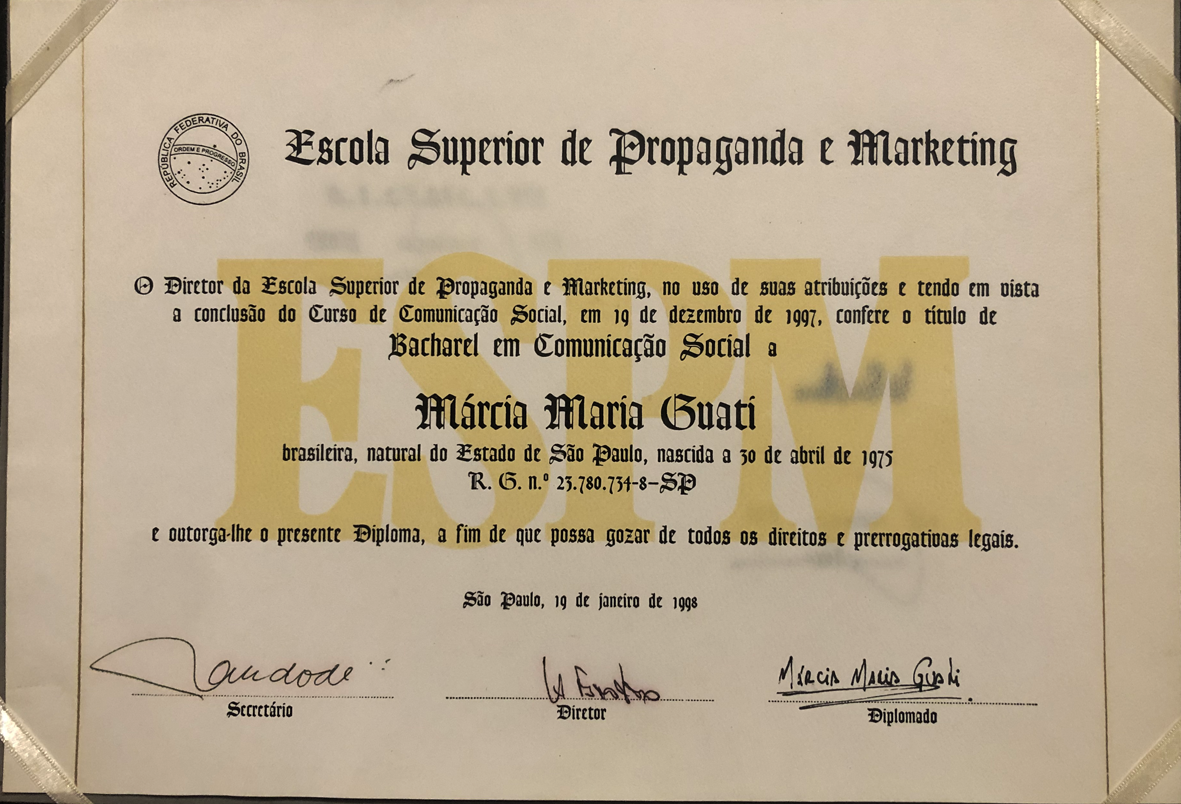 REPÚBLICA FEDERATIVA DO BRASIL
ORDEM E PROGRESSO
Escola Superior de Propaganda e Marketing
ESPM
O Diretor da Escola Superior de Propaganda e Marketing, no uso de suas atribuições e tendo em vista
a conclusão do Curso de Comunicação Social, em 19 de dezembro de 1997, confere o título de
Bacharel em Comunicação Social a
Márcia Maria Guati
brasileira, natural do Estado de São Paulo, nascida a 30 de abril de 1975
R. G. n.º 23.780.734-8-SP
e outorga-lhe o presente Diploma, a fim de que possa gozar de todos os direitos e prerrogativas legais.
São Paulo, 19 de janeiro de 1998
Márcia Maria Guati
Secretário
Diretor
Diplomado